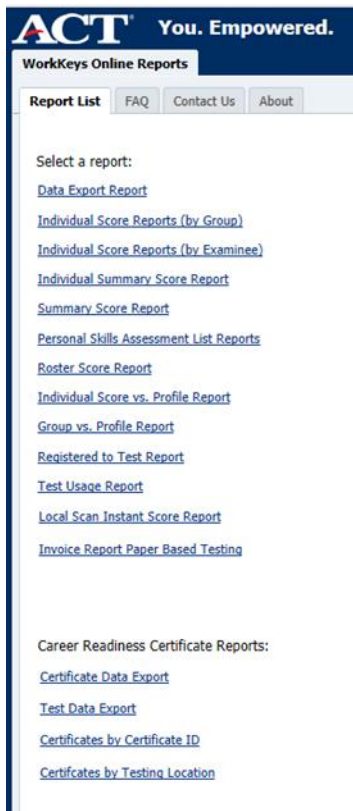 ACT® You. Empowered.
WorkKeys Online Reports
Report List FAQ Contact Us About
Select a report:
Data Export Report
Individual Score Reports (by Group)
Individual Score Reports (by Examinee)
Individual Summary Score Report
Summary Score Report
Personal Skills Assessment List Reports
Roster Score Report
Individual Score vs. Profile Report
Group vs. Profile Report
Registered to Test Report
Test Usage Report
Local Scan Instant Score Report
Invoice Report Paper Based Testing
Career Readiness Certificate Reports:
Certificate Data Export
Test Data Export
Certificates by Certificate ID
Certifcates by Testing Location